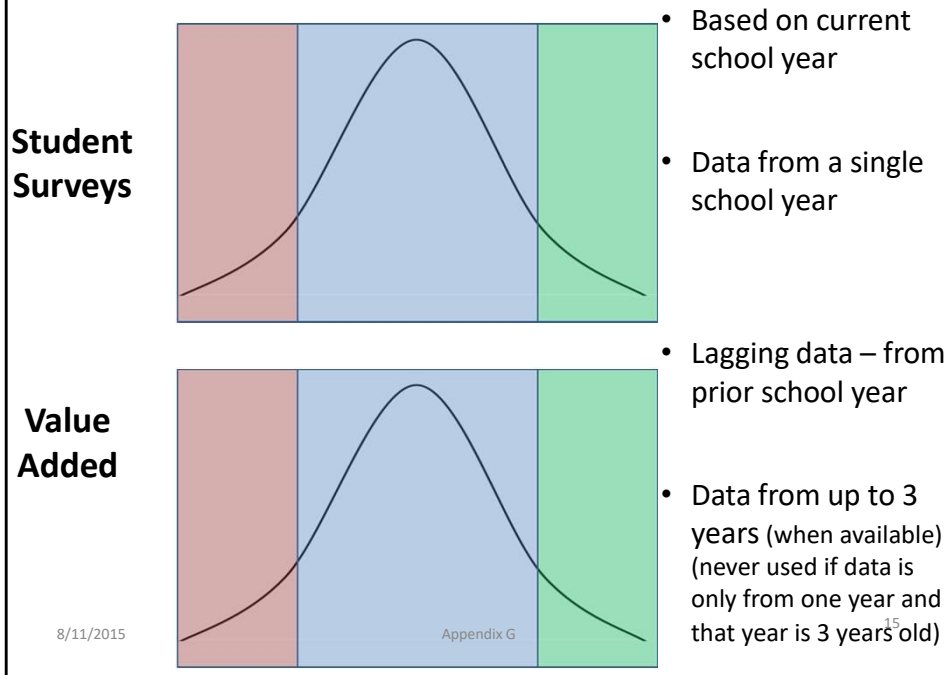 Student
Surveys
• Based on current
school year
• Data from a single
school year
Value
Added
• Lagging data – from
prior school year
• Data from up to 3
years (when available)
(never used if data is
only from one year and
that year is 3 years old)
8/11/2015
Appendix G
15